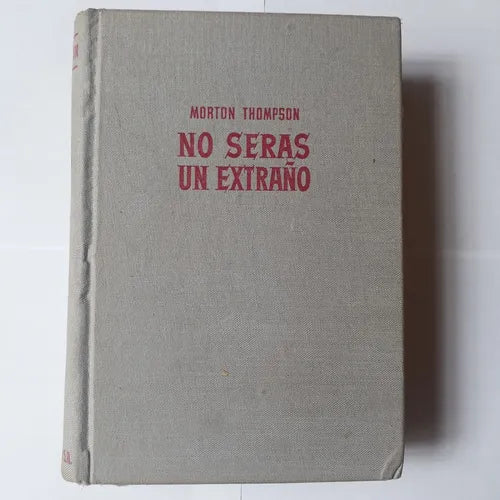 MORTON THOMPSON
NO SERAS
UN EXTRAÑO